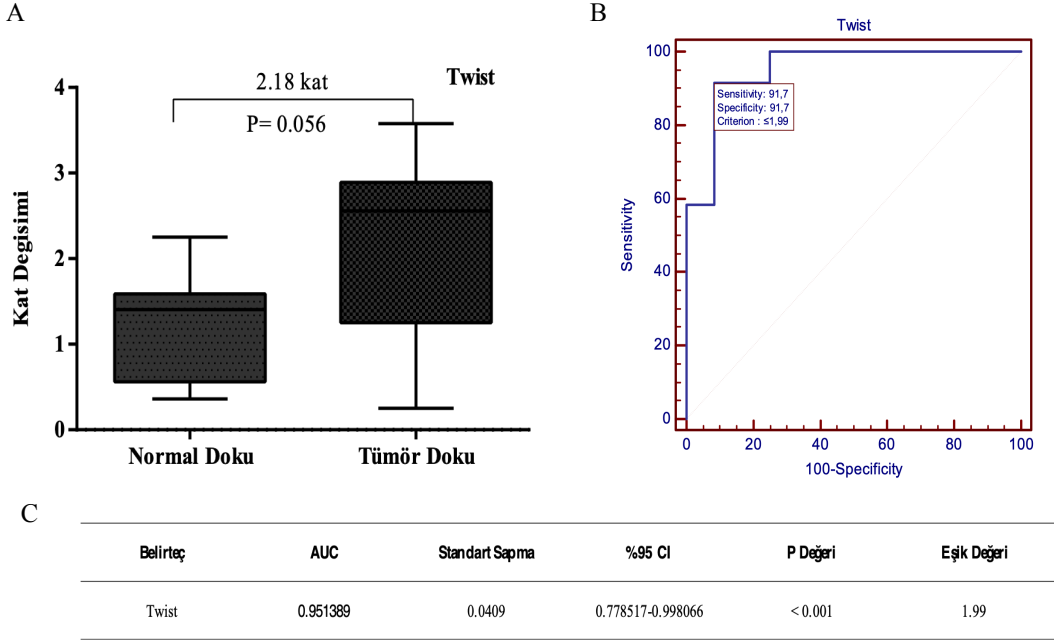 A
B
Twist
2.18 kat
P= 0.056
Kat Degisimi
4
3
2
1
0
Normal Doku
Tümör Doku
Twist
Sensitivity
100
80
60
40
20
0
Sensitivity: 91,7
Specificity: 91,7
Criterion : ≤1,99
0 20 40 60 80 100
100-Specificity
C
Belirteç AUC Standart Sapma %95 CI P Değeri Eşik Değeri
Twist 0.951389 0.0409 0.778517-0.998066 < 0.001 1.99